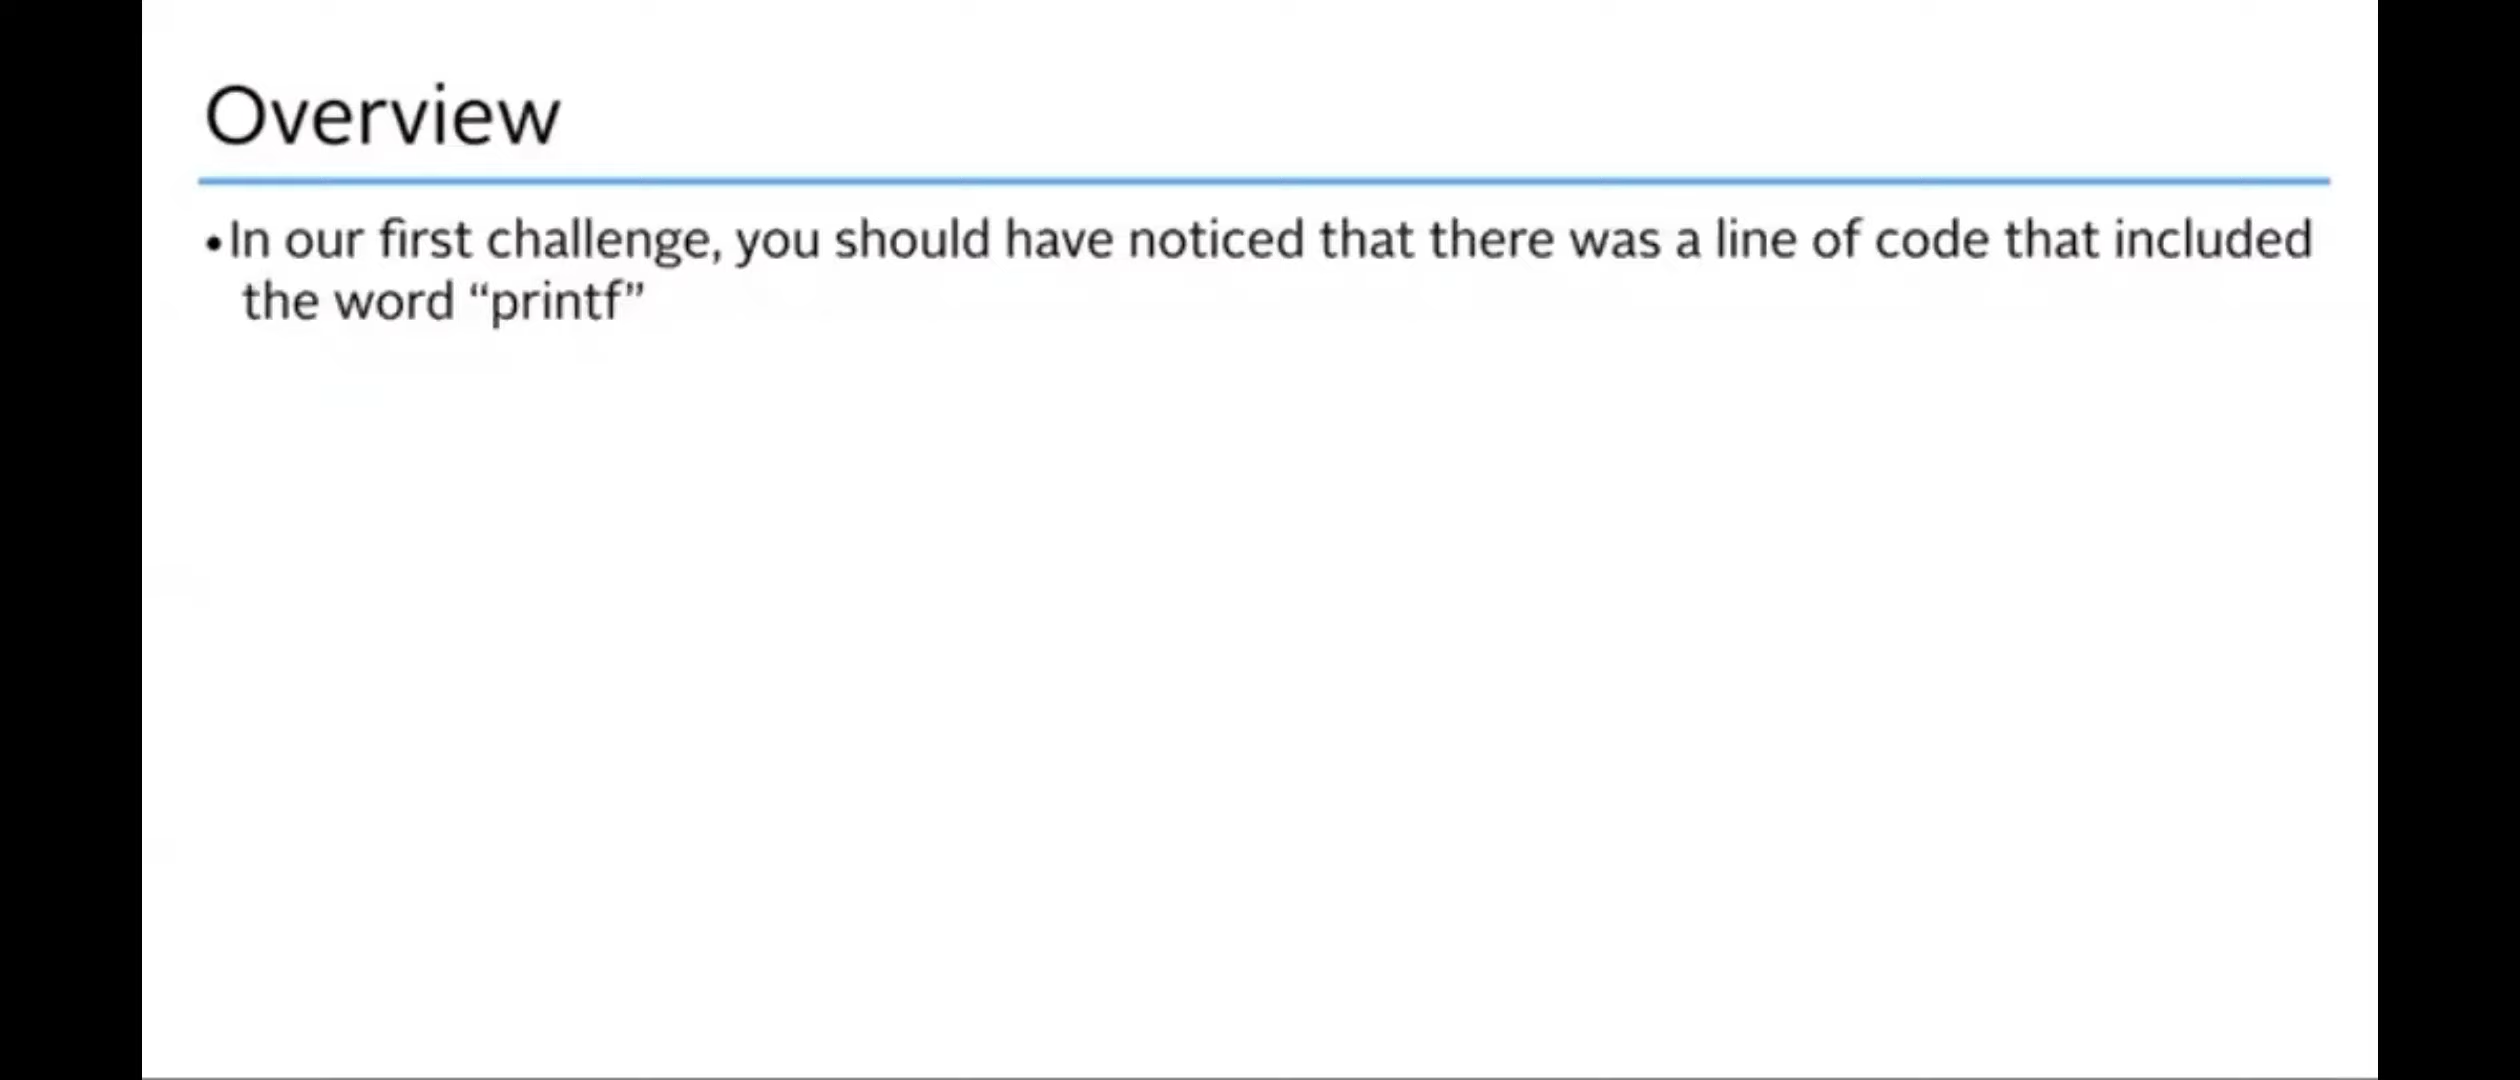 Overview
•In our first challenge, you should have noticed that there was a line of code that included
the word “printf”